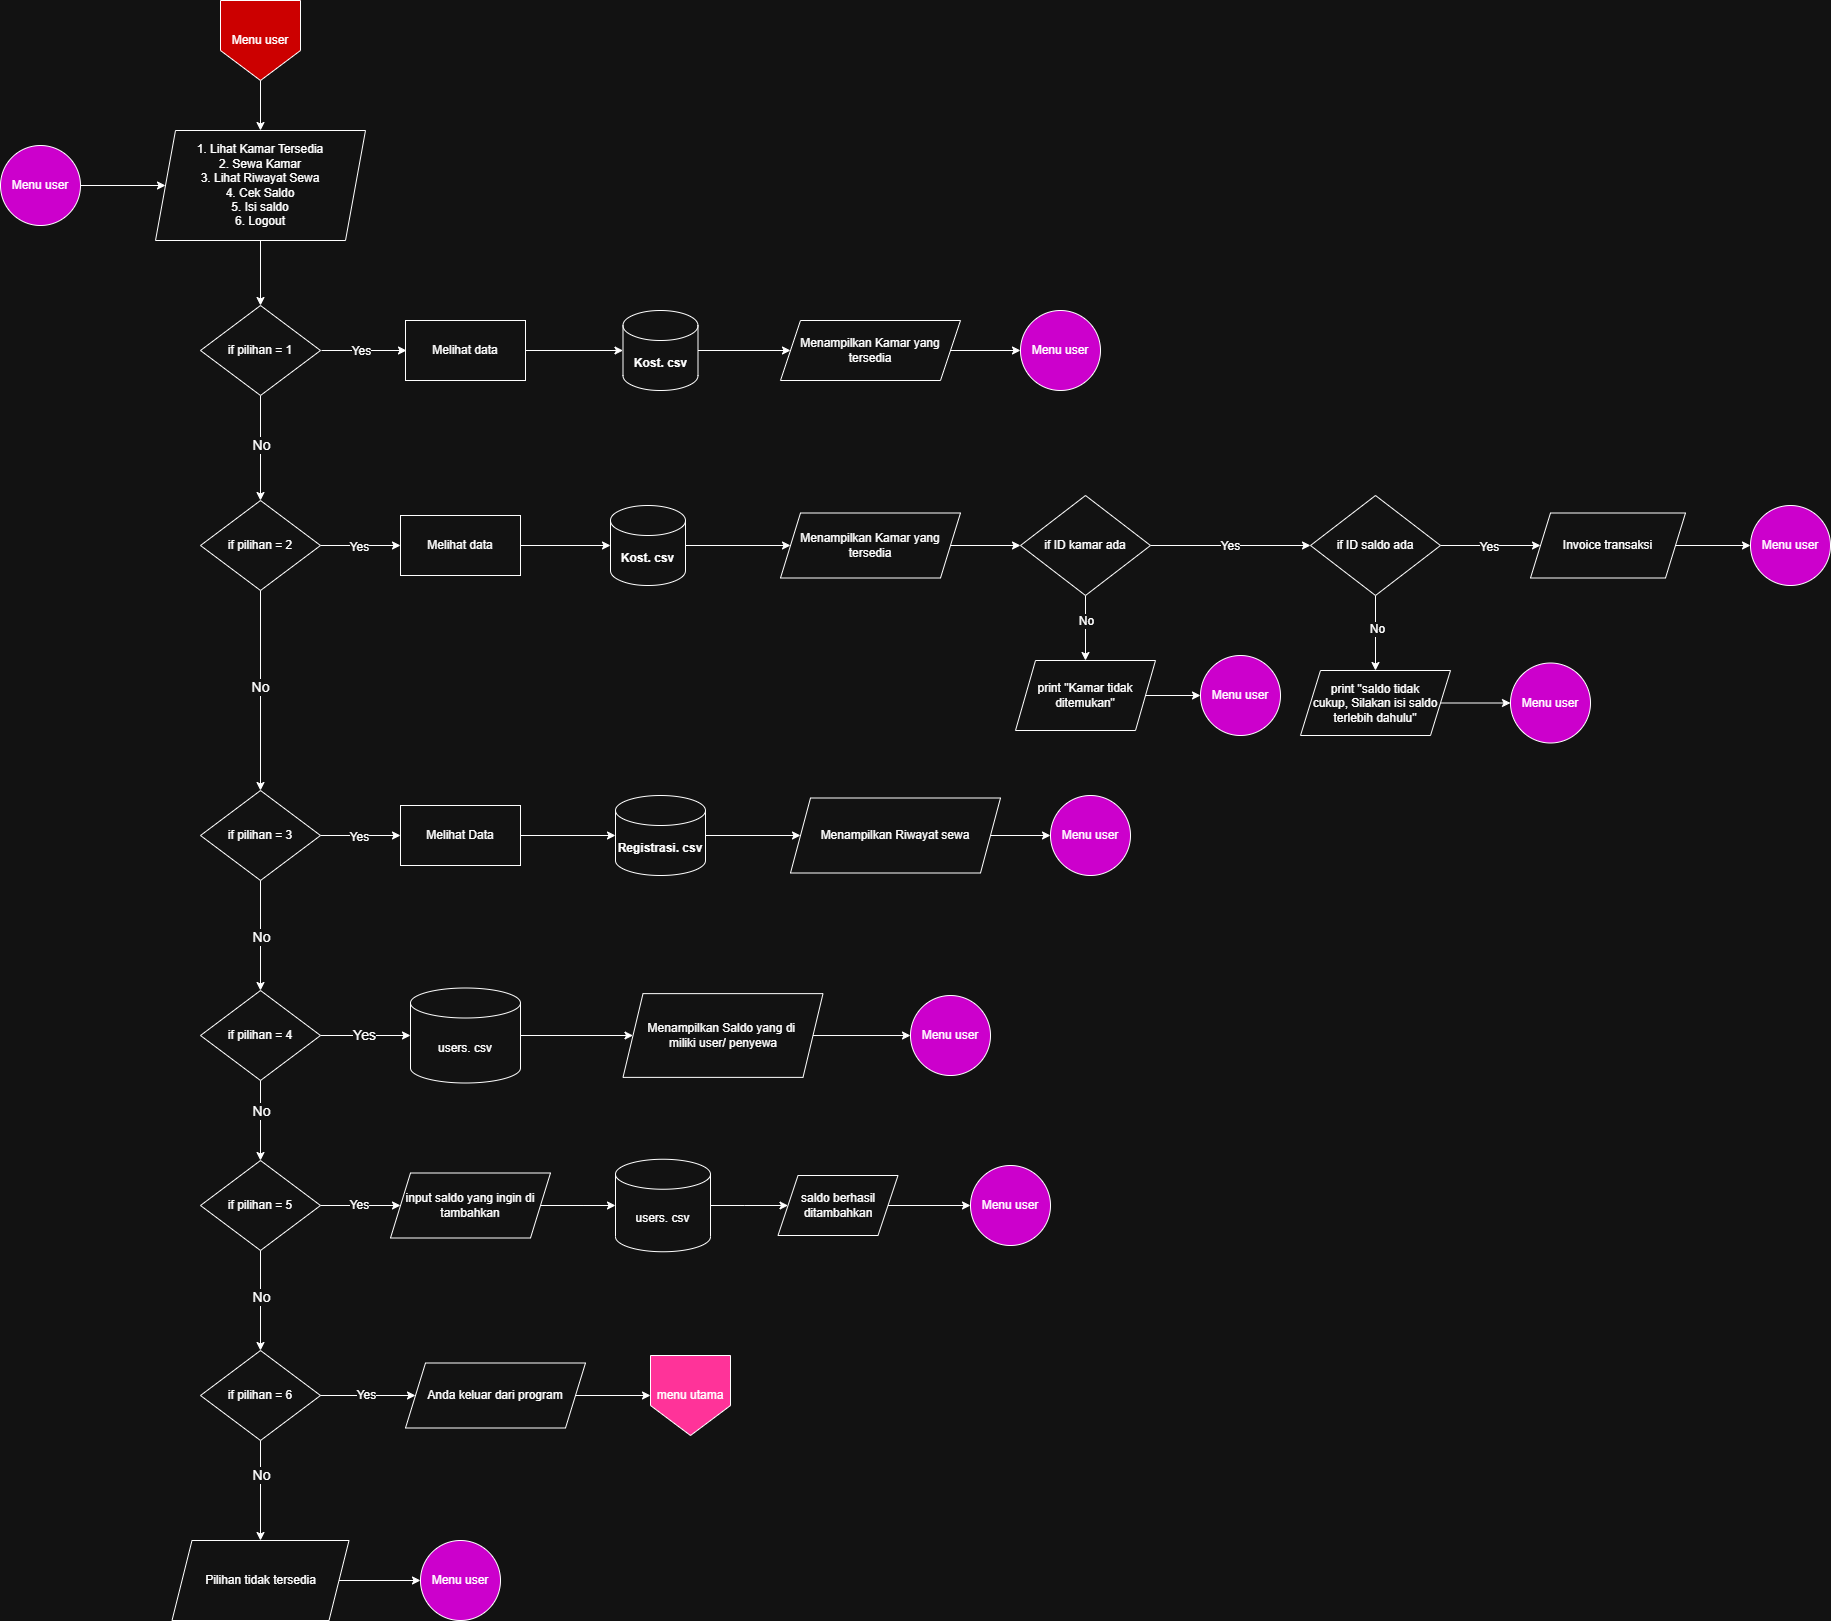 Menu user
1. Lihat Kamar Tersedia
2. Sewa Kamar
3. Lihat Riwayat Sewa
4. Cek Saldo
5. Isi saldo
6. Logout
Menu user
if pilihan = 1
Yes
Melihat data
Kost. csv
Menampilkan Kamar yang
tersedia
Menu user
No
if pilihan = 2
Yes
Melihat data
Kost. csv
Menampilkan Kamar yang
tersedia
if ID kamar ada
Yes
if ID saldo ada
Yes
Invoice transaksi
Menu user
No
No
print "Kamar tidak
ditemukan"
Menu user
print "saldo tidak
cukup, Silakan isi saldo
terlebih dahulu"
Menu user
No
if pilihan = 3
Yes
Melihat Data
Registrasi. csv
Menampilkan Riwayat sewa
Menu user
No
if pilihan = 4
Yes
users. csv
Menampilkan Saldo yang di
miliki user/ penyewa
Menu user
No
if pilihan = 5
Yes
input saldo yang ingin di
tambahkan
users. csv
saldo berhasil
ditambahkan
Menu user
No
if pilihan = 6
Yes
Anda keluar dari program
menu utama
No
Pilihan tidak tersedia
Menu user